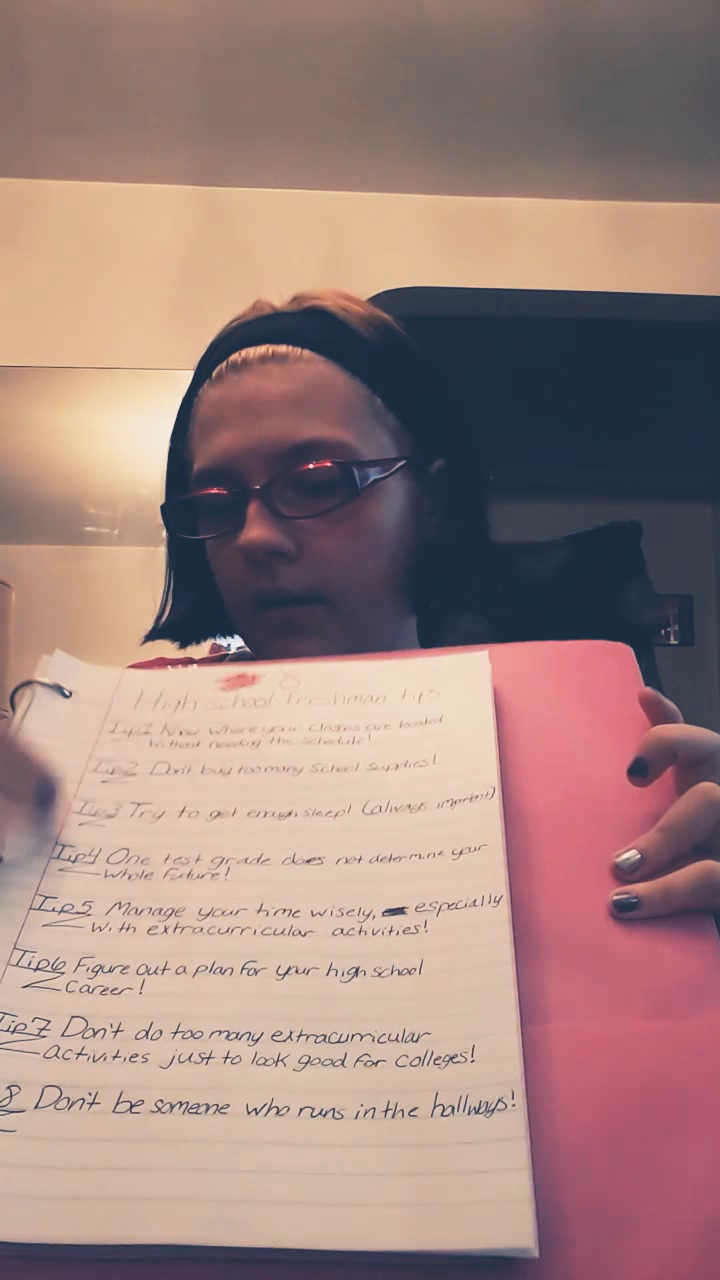 8
High school freshman tips
Tip1 Know where your classes are located
without needing the schedule!
Tip2 Don't buy too many school supplies!
Tip3 Try to get enough sleep! (always important)
Tip4 One test grade does not determine your
whole future!
Tip5 Manage your time wisely, especially
with extracurricular activities!
Tip6 Figure out a plan for your high school
career!
Tip7 Don't do too many extracurricular
activities just to look good for colleges!
8 Don't be someone who runs in the hallways!